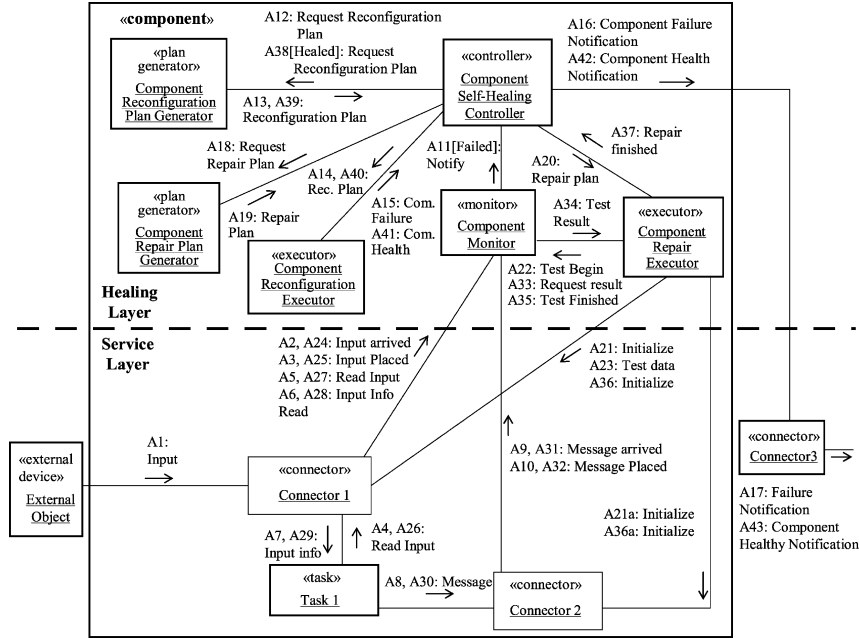 «component»
A12: Request Reconfiguration
Plan
A38[Healed]: Request
Reconfiguration Plan
A16: Component Failure
Notification
A42: Component Health
Notification
«plan
generator»
Component
Reconfiguration
Plan Generator
«controller»
Component
Self-Healing
Controller
A13, A39:
Reconfiguration Plan
A37: Repair
finished
A18: Request
Repair Plan
A11[Failed]:
Notify
A20:
Repair plan
A14, A40:
Rec. Plan
«plan
generator»
Component
Repair Plan
Generator
A19: Repair
Plan
A15: Com.
Failure
A41: Com.
Health
«monitor»
Component
Monitor
A34: Test
Result
«executor»
Component
Repair
Executor
«executor»
Component
Reconfiguration
Executor
A22: Test Begin
A33: Request result
A35: Test Finished
Healing
Layer
Service
Layer
A2, A24: Input arrived
A3, A25: Input Placed
A5, A27: Read Input
A6, A28: Input Info
Read
A21: Initialize
A23: Test data
A36: Initialize
«external
device»
External
Object
A1:
Input
«connector»
Connector 1
A9, A31: Message arrived
A10, A32: Message Placed
«connector»
Connector3
A17: Failure
Notification
A43: Component
Healthy Notification
A21a: Initialize
A36a: Initialize
A7, A29:
Input info
A4, A26:
Read Input
«task»
Task 1
A8, A30: Message
«connector»
Connector 2